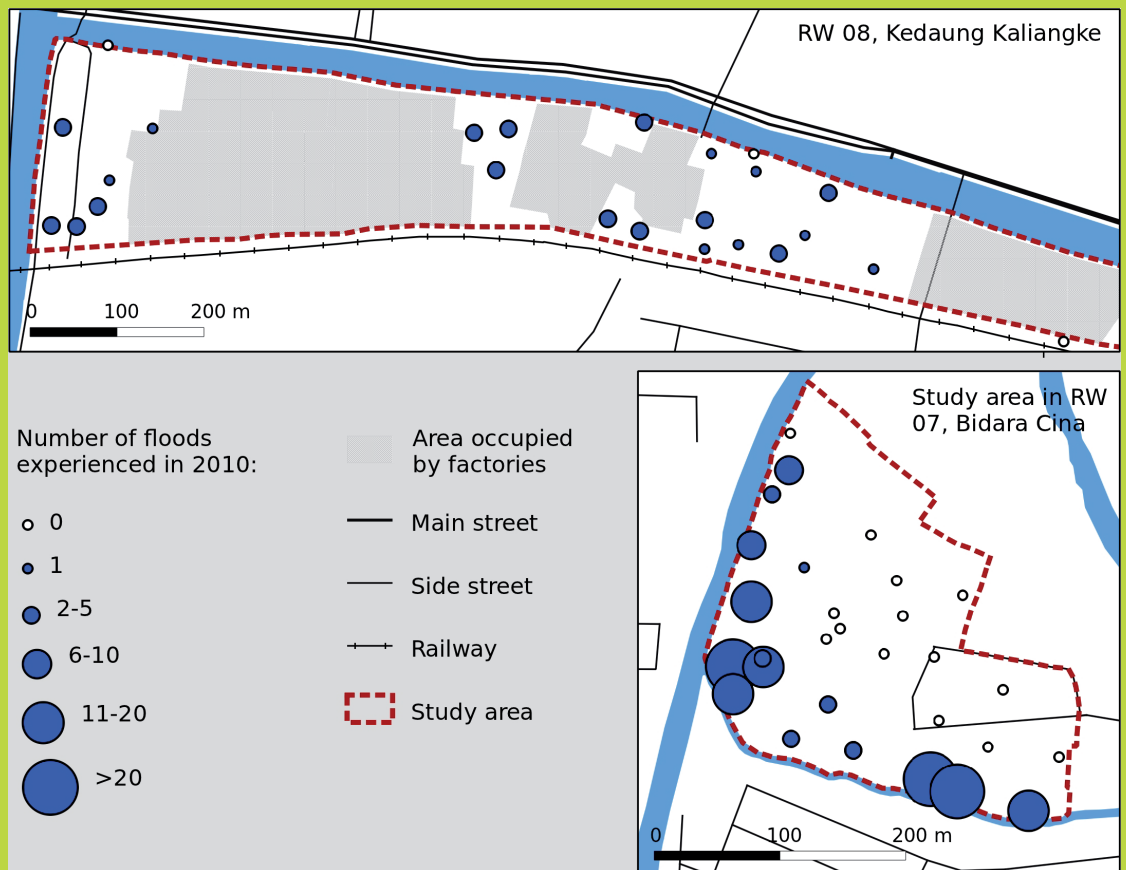 RW 08, Kedaung Kaliangke
0 100 200 m
Study area in RW
07, Bidara Cina
Number of floods
experienced in 2010:
0
1
2-5
6-10
11-20
>20
Area occupied
by factories
Main street
Side street
Railway
Study area
0 100 200 m